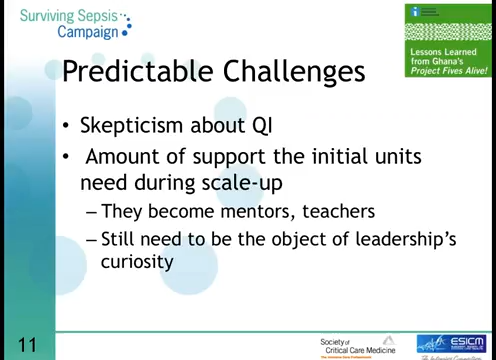 Surviving Sepsis
Campaign
Lessons Learned
from Ghana's
Project Fives Alive!
Predictable Challenges
• Skepticism about QI
• Amount of support the initial units
need during scale-up
– They become mentors, teachers
– Still need to be the object of leadership's
curiosity
11
Society of
Critical Care Medicine
ESICM